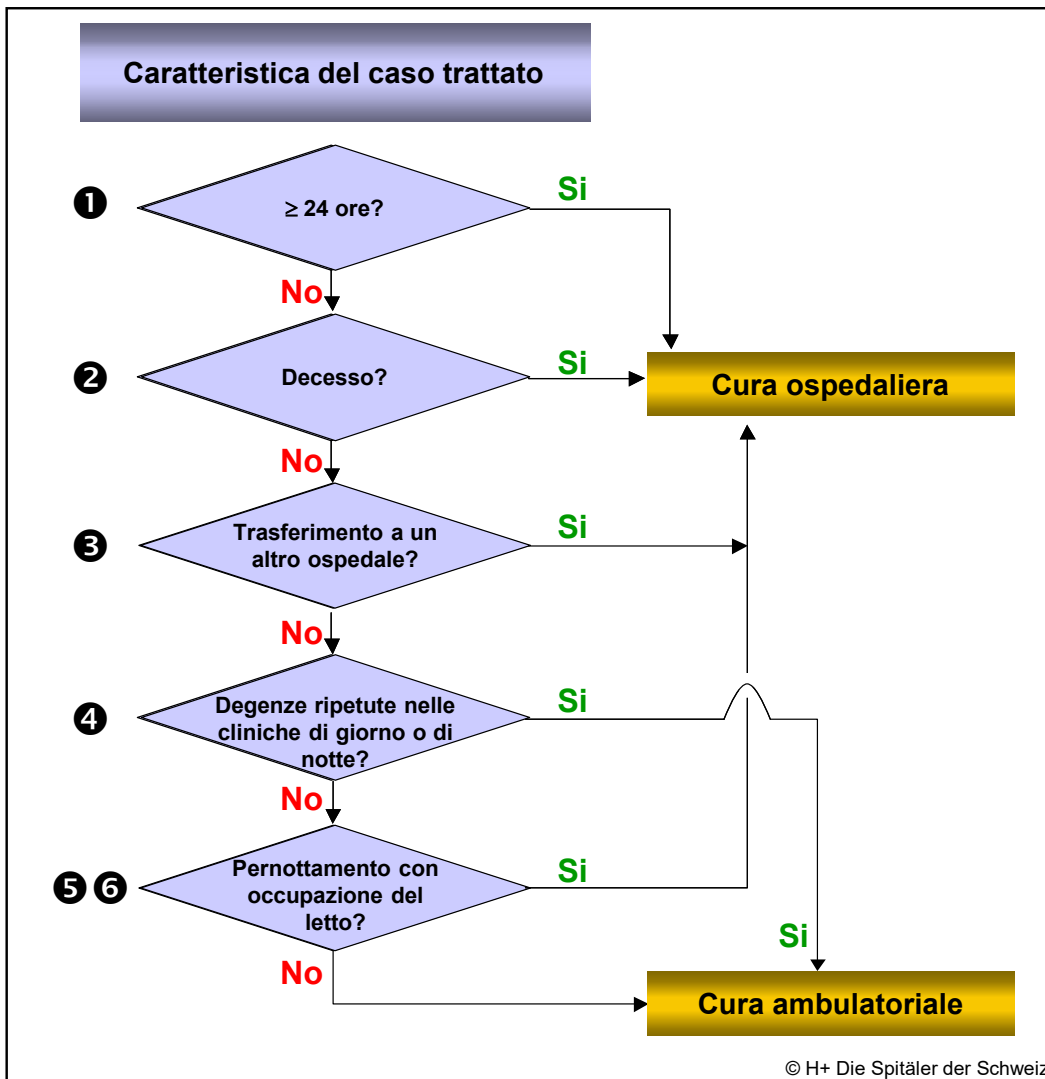 Caratteristica del caso trattato
❶
≥ 24 ore?
Si
No
❷
Decesso?
Si
Cura ospedaliera
No
❸
Trasferimento a un
altro ospedale?
Si
No
❹
Degenze ripetute nelle
cliniche di giorno o di
notte?
Si
No
❺ ❻
Pernottamento con
occupazione del
letto?
Si
Si
No
Cura ambulatoriale
© H+ Die Spitäler der Schweiz